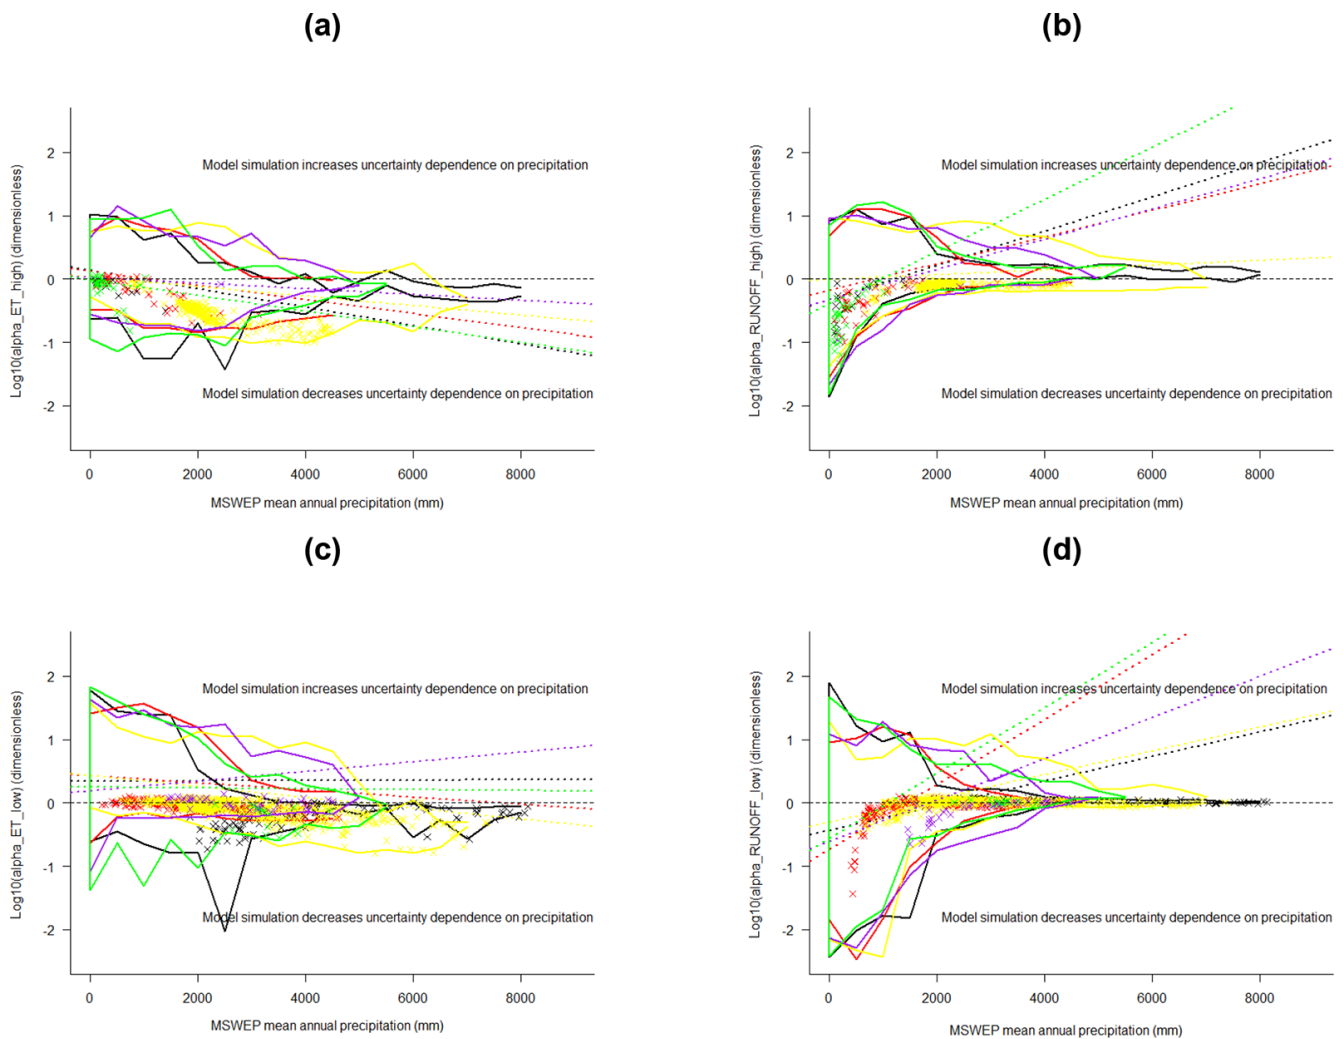 (a)
(b)
Log10(alpha_ET_high) (dimensionless)
2
1
0
-1
-2
Model simulation increases uncertainty dependence on precipitation
Model simulation decreases uncertainty dependence on precipitation
0 2000 4000 6000 8000
MSWEP mean annual precipitation (mm)
Log10(alpha_RUNOFF_high) (dimensionless)
2
1
0
-1
-2
Model simulation increases uncertainty dependence on precipitation
Model simulation decreases uncertainty dependence on precipitation
0 2000 4000 6000 8000
MSWEP mean annual precipitation (mm)
(c)
(d)
Log10(alpha_ET_low) (dimensionless)
2
1
0
-1
-2
Model simulation increases uncertainty dependence on precipitation
Model simulation decreases uncertainty dependence on precipitation
0 2000 4000 6000 8000
MSWEP mean annual precipitation (mm)
Log10(alpha_RUNOFF_low) (dimensionless)
2
1
0
-1
-2
Model simulation increases uncertainty dependence on precipitation
Model simulation decreases uncertainty dependence on precipitation
0 2000 4000 6000 8000
MSWEP mean annual precipitation (mm)